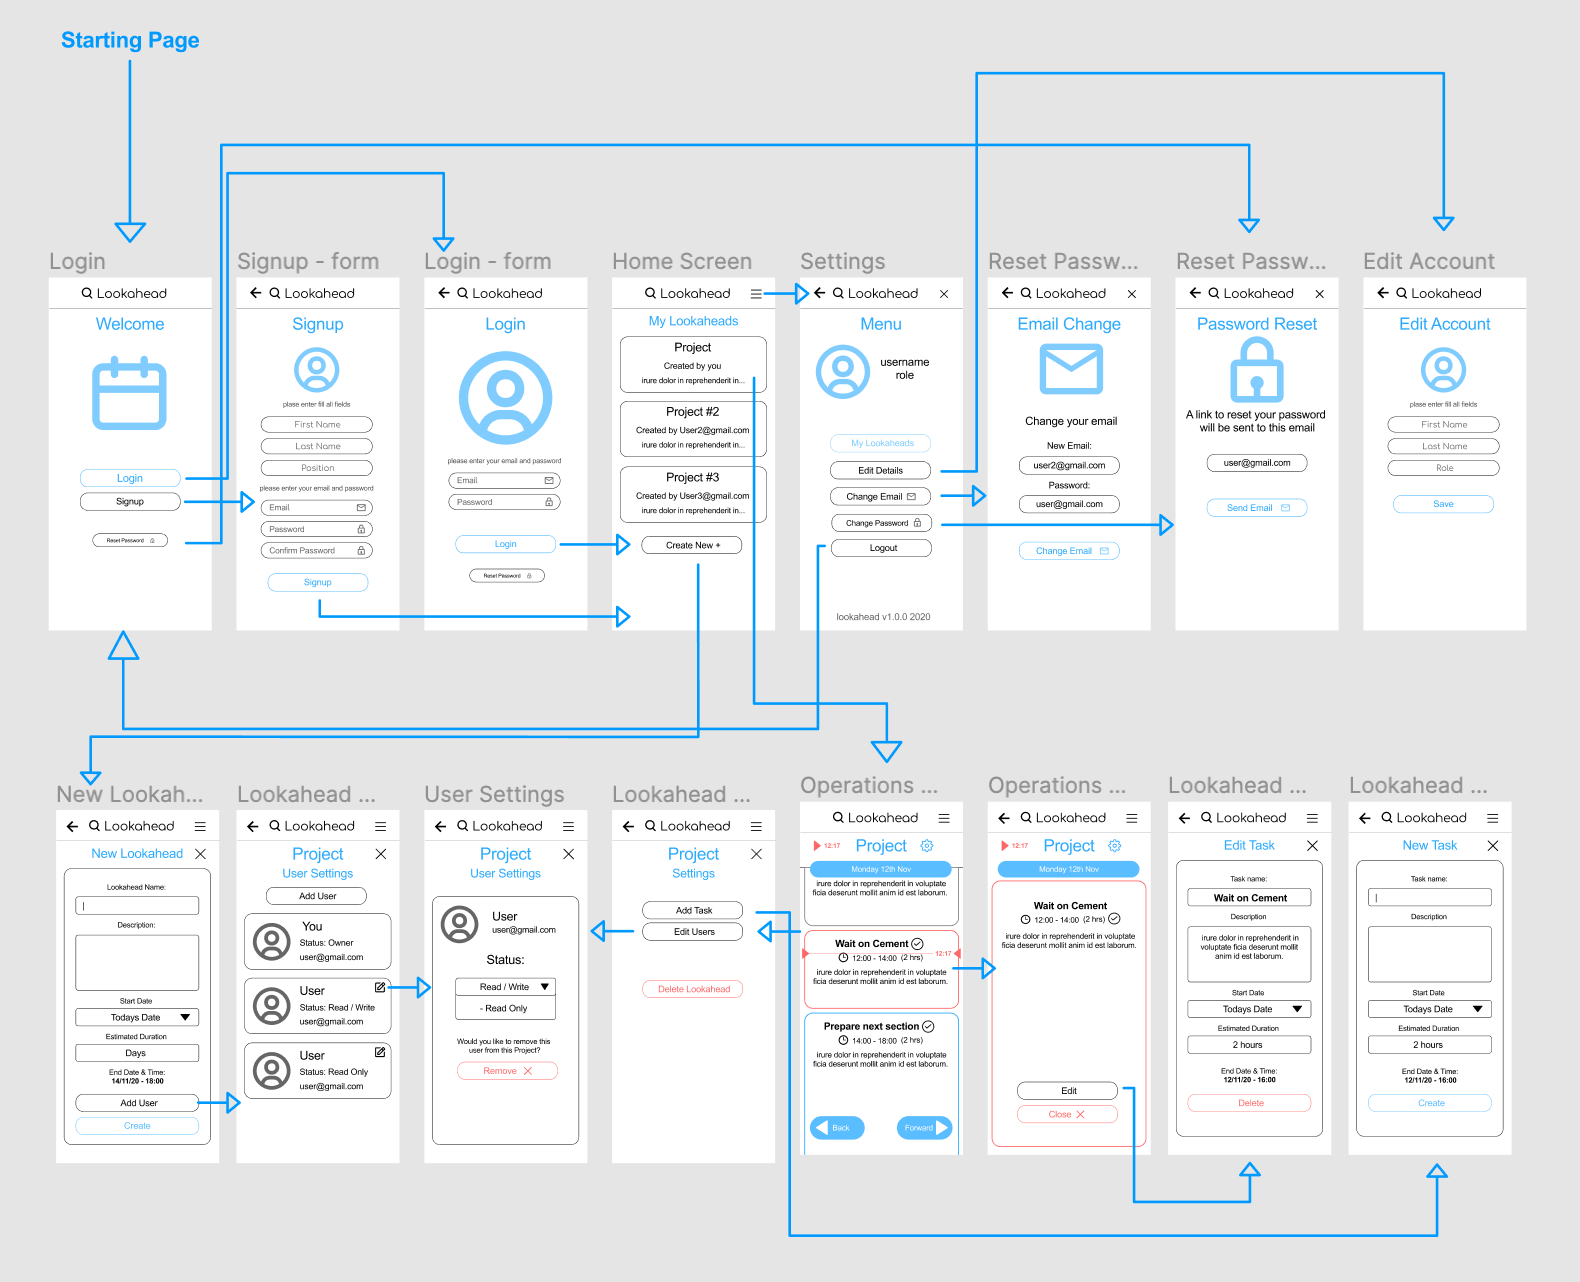 Starting Page
Login
Lookahead
Welcome
Login
Signup
Reset Password
Signup - form
Lookahead
Signup
plase enter fill all fields
First Name
Last Name
Position
please enter your email and password
Email
Password
Confirm Password
Signup
Login - form
Lookahead
Login
please enter your email and password
Email
Password
Login
Reset Password
Home Screen
Lookahead
My Lookaheads
Project
Created by you
irure dolor in reprehenderit in...
Project #2
Created by User2@gmail.com
irure dolor in reprehenderit in...
Project #3
Created by User3@gmail.com
irure dolor in reprehenderit in...
Create New +
Settings
Lookahead
Menu
username
role
My Lookaheads
Edit Details
Change Email
Change Password
Logout
lookahead v1.0.0 2020
Reset Passw...
Lookahead
Email Change
Change your email
New Email:
user2@gmail.com
Password:
user@gmail.com
Change Email
Reset Passw...
Lookahead
Password Reset
A link to reset your password
will be sent to this email
user@gmail.com
Send Email
Edit Account
Lookahead
Edit Account
plase enter fill all fields
First Name
Last Name
Role
Save
New Lookah...
Lookahead
New Lookahead
Lookahead Name:
Description:
Start Date
Todays Date
Estimated Duration
Days
End Date & Time:
14/11/20 - 18:00
Add User
Create
Lookahead ...
Lookahead
Project
User Settings
Add User
You
Status: Owner
user@gmail.com
User
Status: Read / Write
user@gmail.com
User
Status: Read Only
user@gmail.com
User Settings
Lookahead
Project
User Settings
User
user@gmail.com
Status:
Read / Write
- Read Only
Would you like to remove this
user from this Project?
Remove
Lookahead ...
Lookahead
Project
Settings
Add Task
Edit Users
Delete Lookahead
Operations ...
Lookahead
12:17
Project
Monday 12th Nov
irure dolor in reprehenderit in voluptate
ficia deserunt mollit anim id est laborum.
Wait on Cement
12:00 - 14:00 (2 hrs)
12:17
irure dolor in reprehenderit in voluptate
ficia deserunt mollit anim id est laborum.
Prepare next section
14:00 - 18:00 (2 hrs)
irure dolor in reprehenderit in voluptate
ficia deserunt mollit anim id est laborum.
Back
Forward
Operations ...
Lookahead
12:17
Project
Monday 12th Nov
Wait on Cement
12:00 - 14:00 (2 hrs)
irure dolor in reprehenderit in voluptate
ficia deserunt mollit anim id est laborum.
Edit
Close
Lookahead ...
Lookahead
Edit Task
Task name:
Wait on Cement
Description
irure dolor in reprehenderit in
voluptate ficia deserunt mollit
anim id est laborum.
Start Date
Todays Date
Estimated Duration
2 hours
End Date & Time:
12/11/20 - 16:00
Delete
Lookahead ...
Lookahead
New Task
Task name:
Description
Start Date
Todays Date
Estimated Duration
2 hours
End Date & Time:
12/11/20 - 16:00
Create